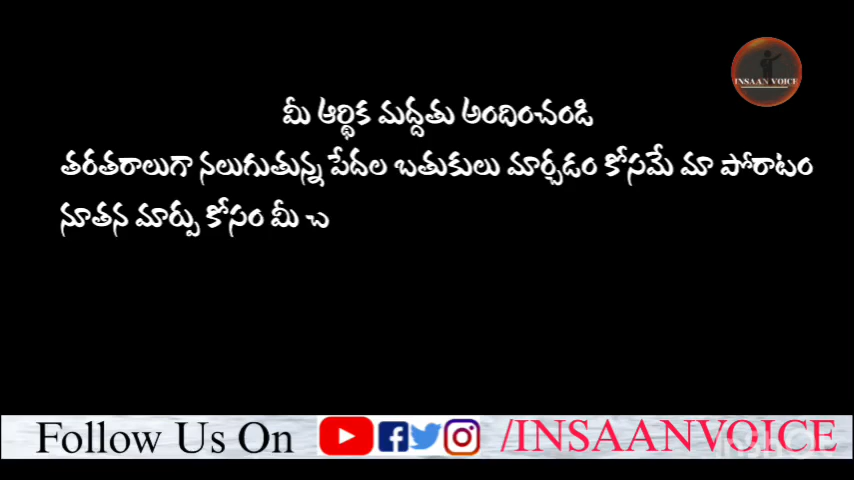 INSAAN VOICE
మీ ఆర్థిక మద్దతు అందించండి
తరతరాలుగా నలుగుతున్న పేదల బతుకులు మార్చడం కోసమే మా పోరాటం
నూతన మార్పు కోసం మీ చ
Follow Us On /INSAANVOICE